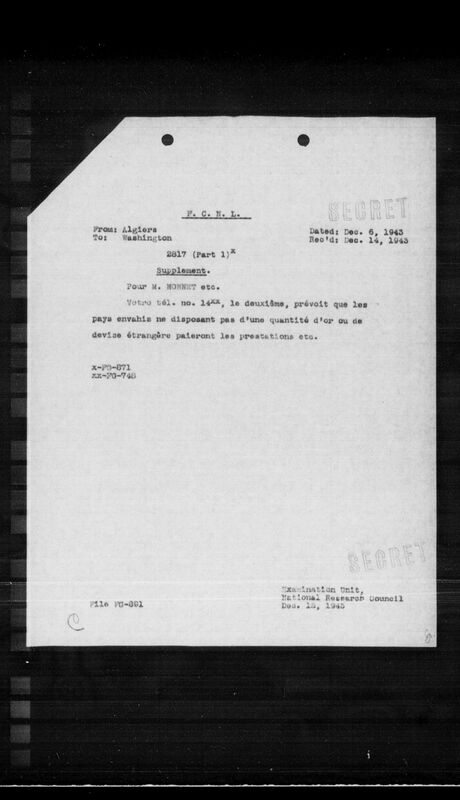 F. C. N. L.
SECRET
From: Algiers
To: Washington
Dated: Dec. 6, 1943
Rec'd: Dec. 14, 1943
2817 (Part 1)x
Supplement.
Pour M. MONNET etc.
Votre tél. no. 14xx, le deuxième, prévoit que les
pays envahis ne disposant pas d'une quantité d'or ou de
devise étrangère paieront les prestations etc.
x-FG-871
xx-FG-748
SECRET
Examination Unit,
National Research Council
Dec. 15, 1943
File FG-891
C